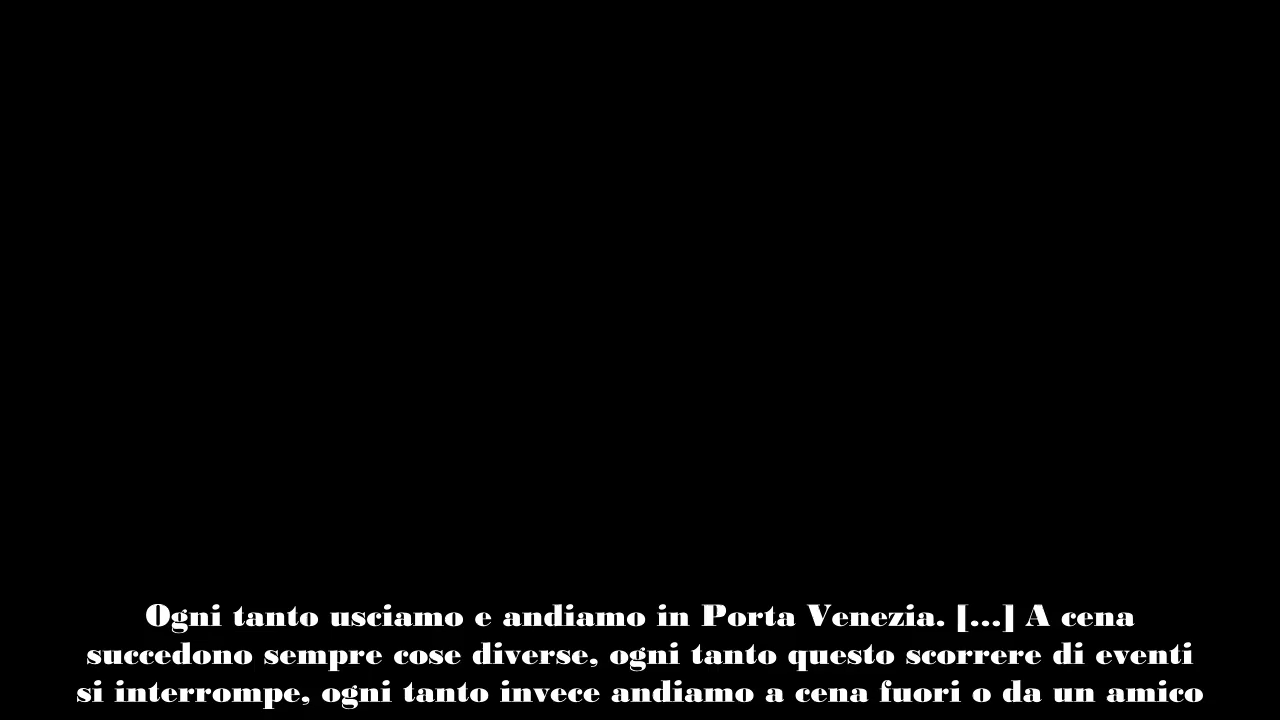 Ogni tanto usciamo e andiamo in Porta Venezia. [...] A cena
succedono sempre cose diverse, ogni tanto questo scorrere di eventi
si interrompe, ogni tanto invece andiamo a cena fuori o da un amico